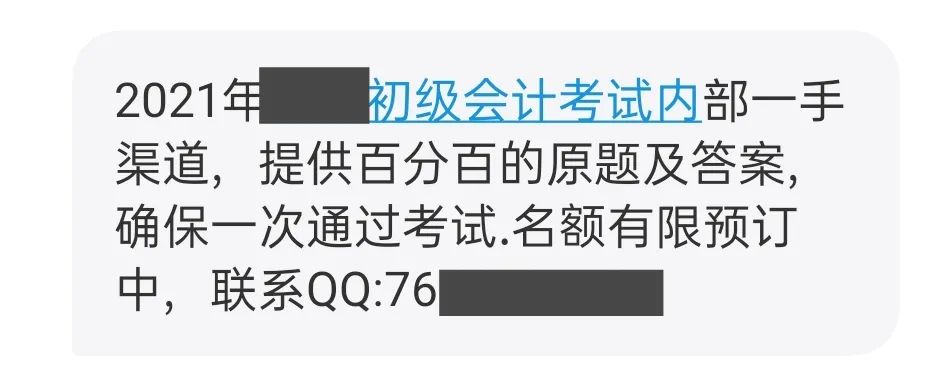 2021年初级会计考试内部一手
渠道，提供百分百的原题及答案,
确保一次通过考试.名额有限预订
中，联系QQ:76